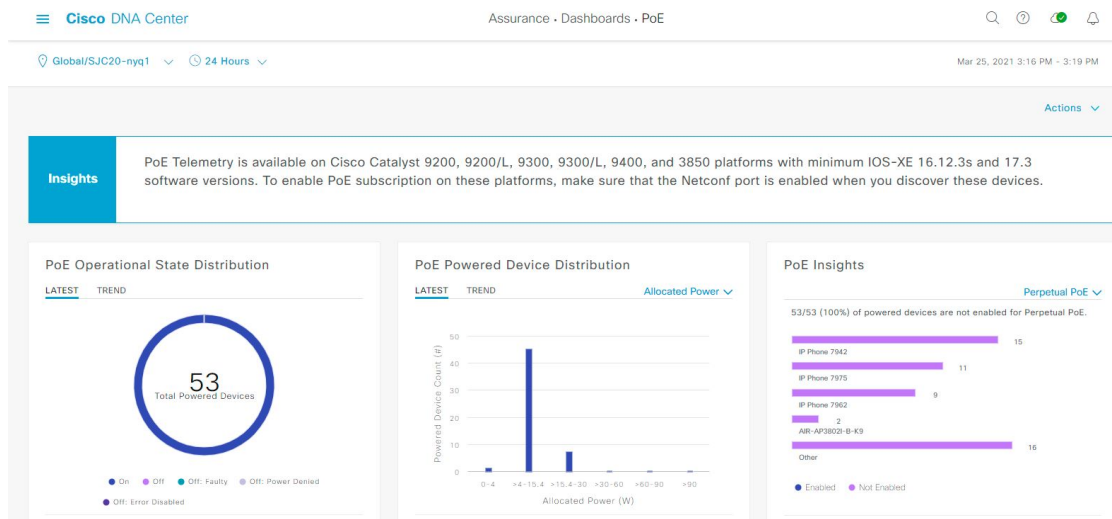 Cisco DNA Center
Assurance · Dashboards · PoE
Global/SJC20-nyq1
24 Hours
Mar 25, 2021 3:16 PM - 3:19 PM
Actions
Insights
PoE Telemetry is available on Cisco Catalyst 9200, 9200/L, 9300, 9300/L, 9400, and 3850 platforms with minimum IOS-XE 16.12.3s and 17.3
software versions. To enable PoE subscription on these platforms, make sure that the Netconf port is enabled when you discover these devices.
PoE Operational State Distribution
LATEST TREND
53
Total Powered Devices
On Off Off: Faulty Off: Power Denied
Off: Error Disabled
PoE Powered Device Distribution
LATEST TREND Allocated Power
Powered Device Count (#)
50
40
30
20
10
0
0-4 >4-15.4 >15.4-30 >30-60 >60-90 >90
Allocated Power (W)
PoE Insights
Perpetual PoE
53/53 (100%) of powered devices are not enabled for Perpetual PoE.
15
IP Phone 7942
11
IP Phone 7975
9
IP Phone 7962
2
AIR-AP3802I-B-K9
16
Other
Enabled Not Enabled